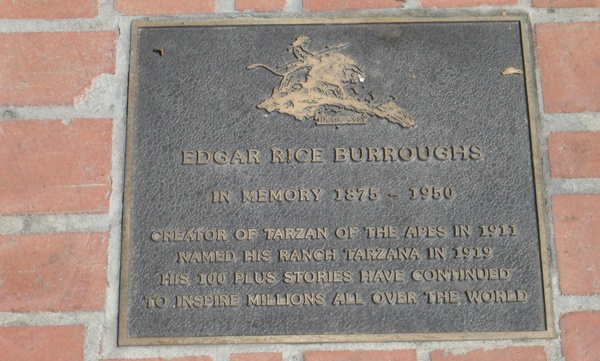 EDGAR RICE BURROUGHS
IN MEMORY 1875 - 1950
CREATOR OF TARZAN OF THE APES IN 1911
NAMED HIS RANCH TARZANA IN 1919
HIS 100 PLUS STORIES HAVE CONTINUED
TO INSPIRE MILLIONS ALL OVER THE WORLD